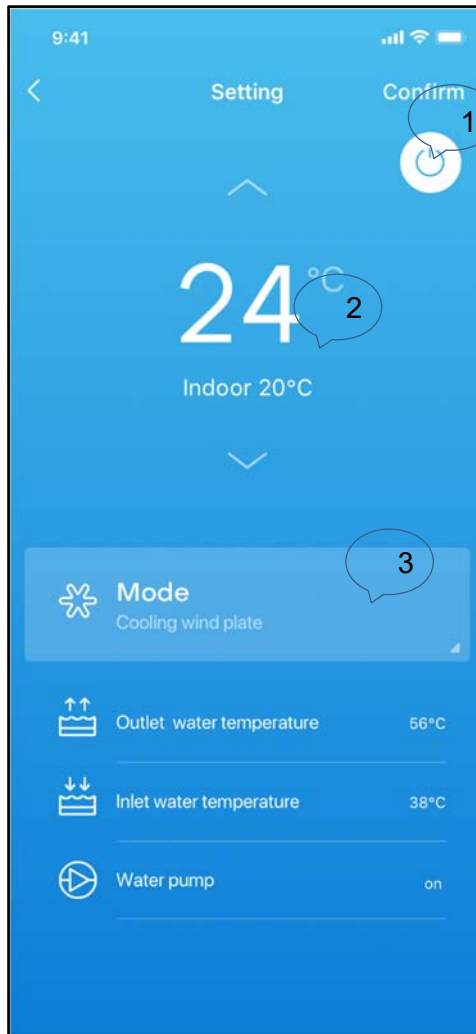 9:41
Setting Confirm
1
24 °C
2
Indoor 20°C
3
Mode
Cooling wind plate
Outlet water temperature 56°C
Inlet water temperature 38°C
Water pump on